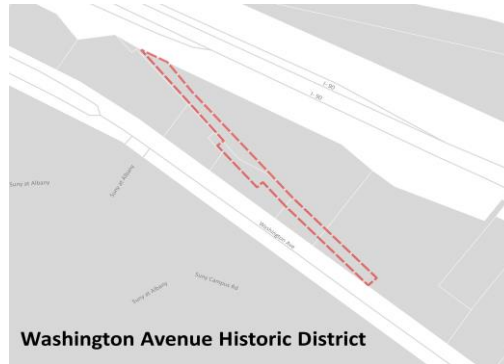 I- 90
I- 90
Suny at Albany
Suny at Albany
Washington Ave
Suny at Albany
Suny Campus Rd
Washington Avenue Historic District